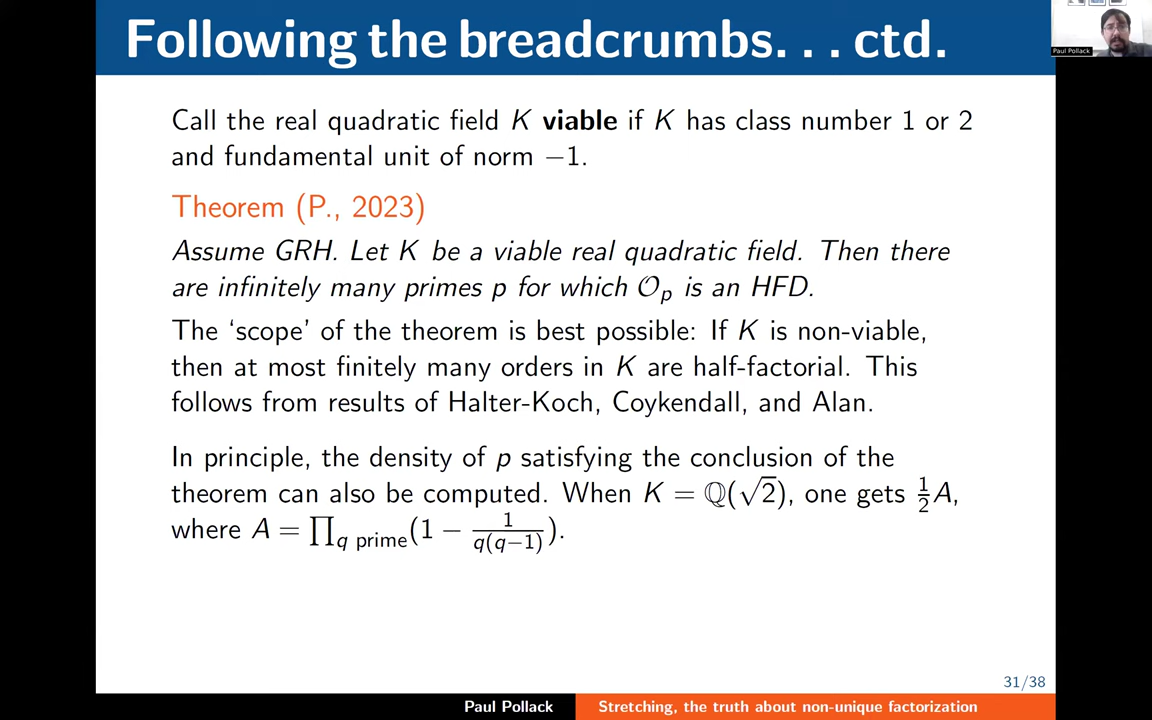 Following the breadcrumbs. . . ctd.
Paul Pollack
Call the real quadratic field K viable if K has class number 1 or 2
and fundamental unit of norm −1.
Theorem (P., 2023)
Assume GRH. Let K be a viable real quadratic field. Then there
are infinitely many primes p for which 𝒪ₚ is an HFD.
The ‘scope’ of the theorem is best possible: If K is non-viable,
then at most finitely many orders in K are half-factorial. This
follows from results of Halter-Koch, Coykendall, and Alan.
In principle, the density of p satisfying the conclusion of the
theorem can also be computed. When K = ℚ(√2), one gets ½A,
where A = ∏_{q prime}(1 − 1/(q(q−1))).
31/38
Paul Pollack
Stretching, the truth about non-unique factorization